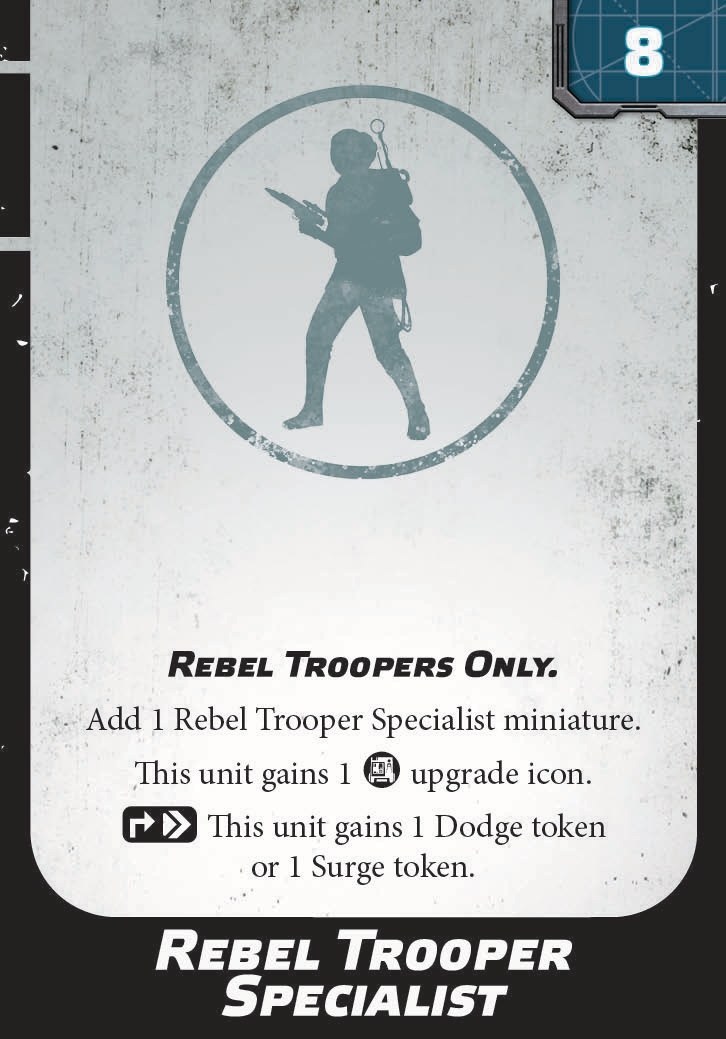 8
Rebel Troopers Only.
Add 1 Rebel Trooper Specialist miniature.
This unit gains 1 upgrade icon.
This unit gains 1 Dodge token
or 1 Surge token.
Rebel Trooper
Specialist